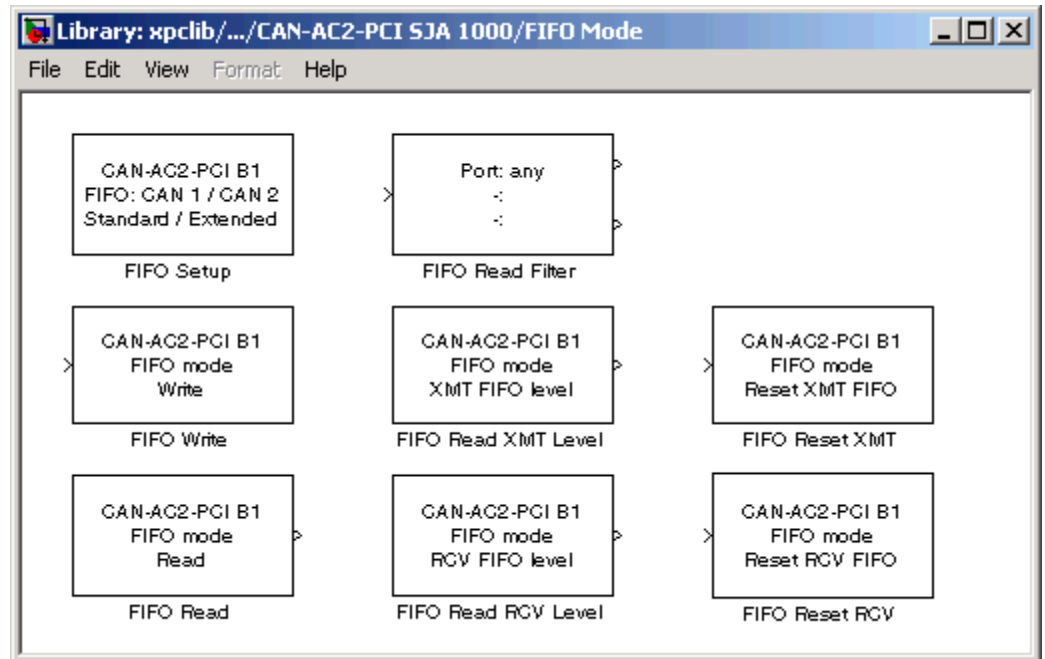 Library: xpclib/.../CAN-AC2-PCI SJA 1000/FIFO Mode
File Edit View Format Help
CAN-AC2-PCI B1
FIFO: CAN 1 / CAN 2
Standard / Extended
FIFO Setup
Port: any
-:
-:
FIFO Read Filter
CAN-AC2-PCI B1
FIFO mode
Write
FIFO Write
CAN-AC2-PCI B1
FIFO mode
XMT FIFO level
FIFO Read XMT Level
CAN-AC2-PCI B1
FIFO mode
Reset XMT FIFO
FIFO Reset XMT
CAN-AC2-PCI B1
FIFO mode
Read
FIFO Read
CAN-AC2-PCI B1
FIFO mode
RCV FIFO level
FIFO Read RCV Level
CAN-AC2-PCI B1
FIFO mode
Reset RCV FIFO
FIFO Reset RCV